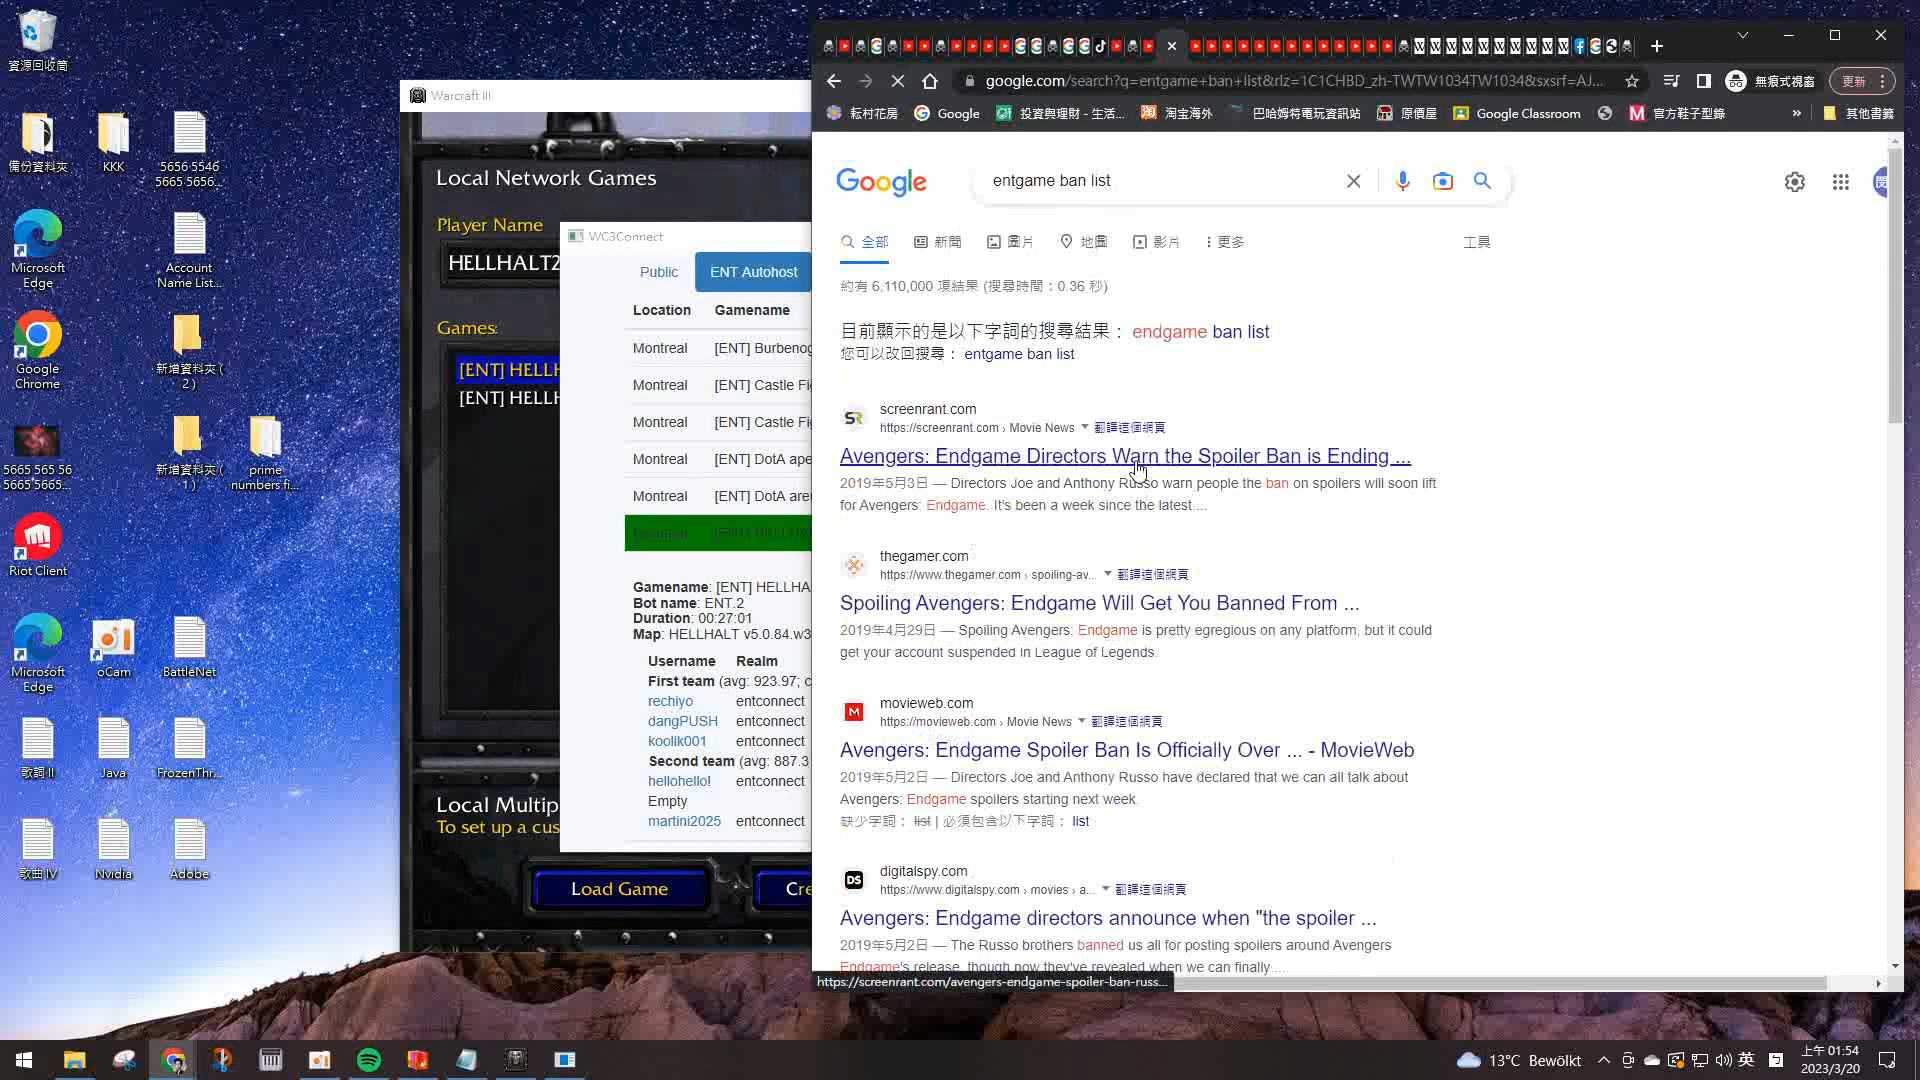 資源回收筒
備份資料夾
KKK
5656 5546
5665 5656...
Microsoft
Edge
Account
Name List...
Google
Chrome
新增資料夾 (
2 )
5665 565 56
5665 5665...
新增資料夾 (
1 )
prime
numbers fi...
Riot Client
Microsoft
Edge
oCam
BattleNet
歌詞 II
Java
FrozenThr...
歌曲 IV
Nvidia
Adobe
Warcraft III
Local Network Games
Player Name
HELLHALT2
Games:
[ENT] HELLH
[ENT] HELLH
Local Multip
To set up a cus
Load Game
Cre
WC3Connect
Public
ENT Autohost
Location Gamename
Montreal [ENT] Burbenog
Montreal [ENT] Castle Fi
Montreal [ENT] Castle Fi
Montreal [ENT] DotA ape
Montreal [ENT] DotA are
Gamename: [ENT] HELLHA
Bot name: ENT.2
Duration: 00:27:01
Map: HELLHALT v5.0.84.w3
Username Realm
First team (avg: 923.97; c
rechiyo entconnect
dangPUSH entconnect
koolik001 entconnect
Second team (avg: 887.3
hellohello! entconnect
Empty
martini2025 entconnect
google.com/search?q=entgame+ban+list&rlz=1C1CHBD_zh-TWTW1034TW1034&sxsrf=AJ...
無痕式視窗
更新
耘村花房
Google
投資與理財 - 生活...
淘宝海外
巴哈姆特電玩資訊站
原價屋
Google Classroom
官方鞋子型錄
»
其他書籤
Google
entgame ban list
全部
新聞
圖片
地圖
影片
更多
工具
約有 6,110,000 項結果 (搜尋時間：0.36 秒)
目前顯示的是以下字詞的搜尋結果： endgame ban list
您可以改回搜尋： entgame ban list
screenrant.com
https://screenrant.com › Movie News 翻譯這個網頁
Avengers: Endgame Directors Warn the Spoiler Ban is Ending ...
2019年5月3日 — Directors Joe and Anthony Russo warn people the ban on spoilers will soon lift
for Avengers: Endgame. It's been a week since the latest ...
thegamer.com
https://www.thegamer.com › spoiling-av... 翻譯這個網頁
Spoiling Avengers: Endgame Will Get You Banned From ...
2019年4月29日 — Spoiling Avengers: Endgame is pretty egregious on any platform, but it could
get your account suspended in League of Legends.
movieweb.com
https://movieweb.com › Movie News 翻譯這個網頁
Avengers: Endgame Spoiler Ban Is Officially Over ... - MovieWeb
2019年5月2日 — Directors Joe and Anthony Russo have declared that we can all talk about
Avengers: Endgame spoilers starting next week.
缺少字詞： list | 必須包含以下字詞： list
digitalspy.com
https://www.digitalspy.com › movies › a... 翻譯這個網頁
Avengers: Endgame directors announce when "the spoiler ...
2019年5月2日 — The Russo brothers banned us all for posting spoilers around Avengers
Endgame's release, though now they've revealed when we can finally ...
https://screenrant.com/avengers-endgame-spoiler-ban-russ...
13°C Bewölkt
英
上午 01:54
2023/3/20